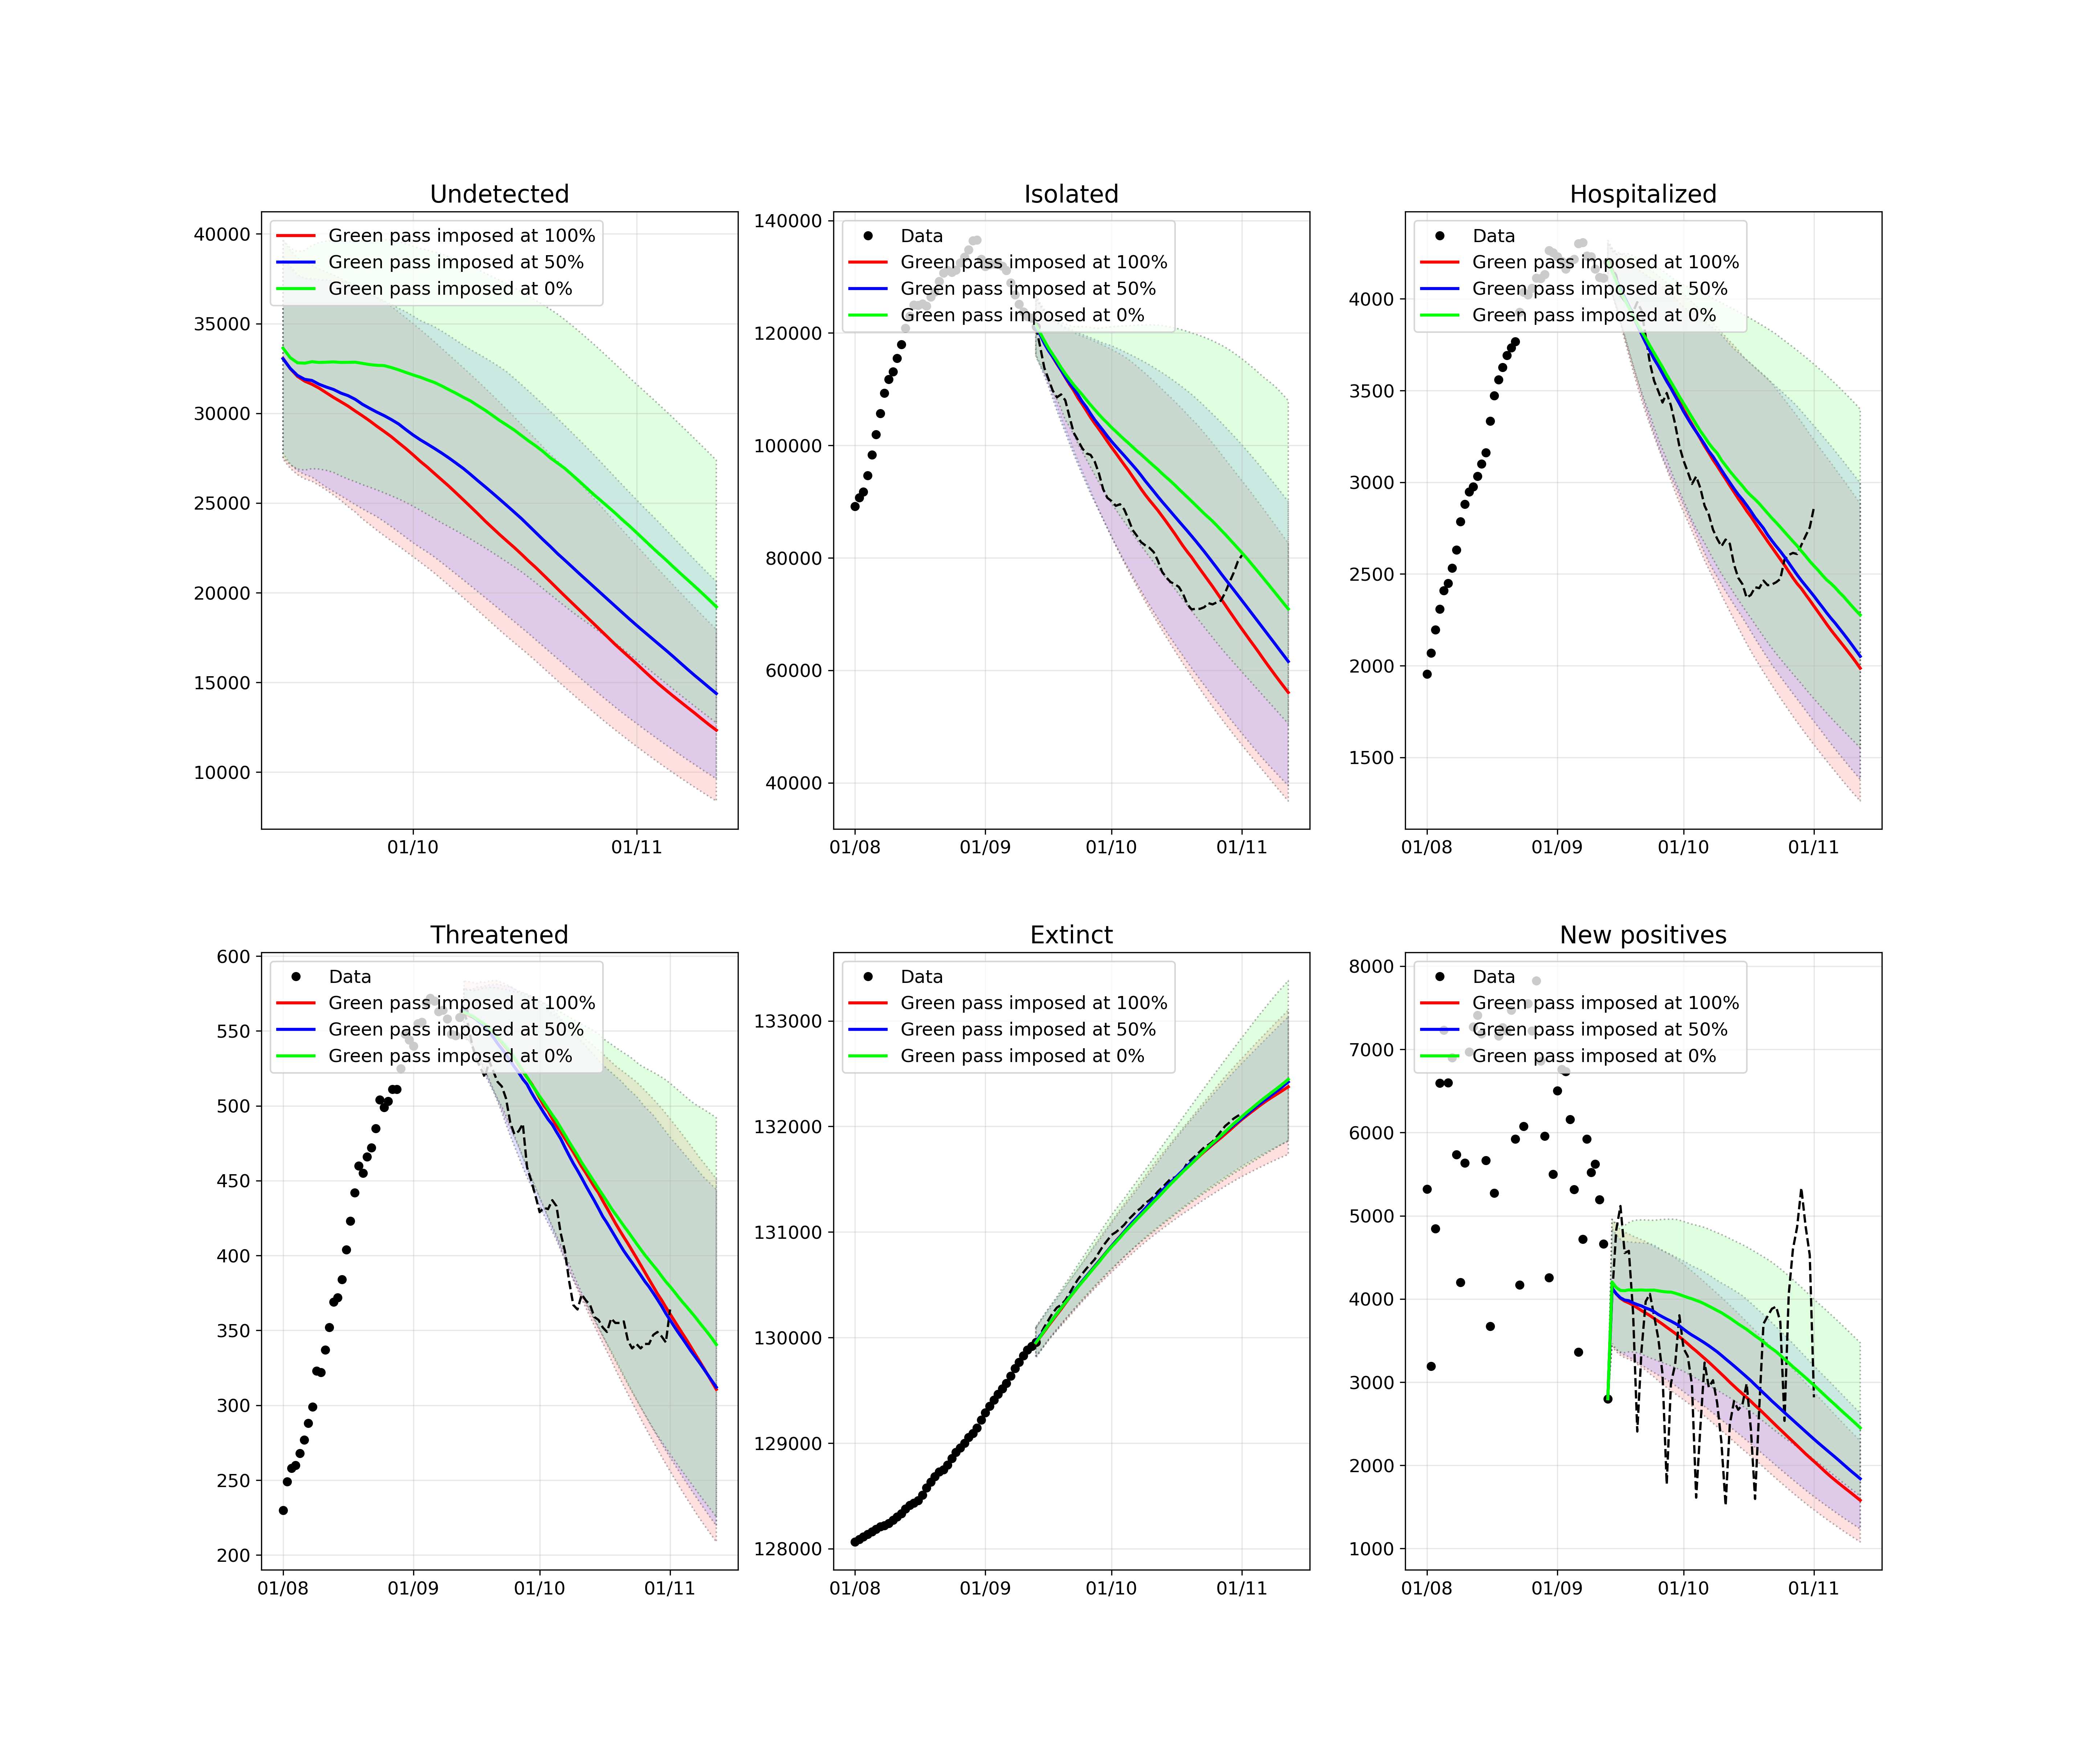 Undetected
40000
35000
30000
25000
20000
15000
10000
01/10
01/11
Green pass imposed at 100%
Green pass imposed at 50%
Green pass imposed at 0%
Isolated
140000
120000
100000
80000
60000
40000
01/08
01/09
01/10
01/11
Data
Green pass imposed at 100%
Green pass imposed at 50%
Green pass imposed at 0%
Hospitalized
4000
3500
3000
2500
2000
1500
01/08
01/09
01/10
01/11
Data
Green pass imposed at 100%
Green pass imposed at 50%
Green pass imposed at 0%
Threatened
600
550
500
450
400
350
300
250
200
01/08
01/09
01/10
01/11
Data
Green pass imposed at 100%
Green pass imposed at 50%
Green pass imposed at 0%
Extinct
133000
132000
131000
130000
129000
128000
01/08
01/09
01/10
01/11
Data
Green pass imposed at 100%
Green pass imposed at 50%
Green pass imposed at 0%
New positives
8000
7000
6000
5000
4000
3000
2000
1000
01/08
01/09
01/10
01/11
Data
Green pass imposed at 100%
Green pass imposed at 50%
Green pass imposed at 0%